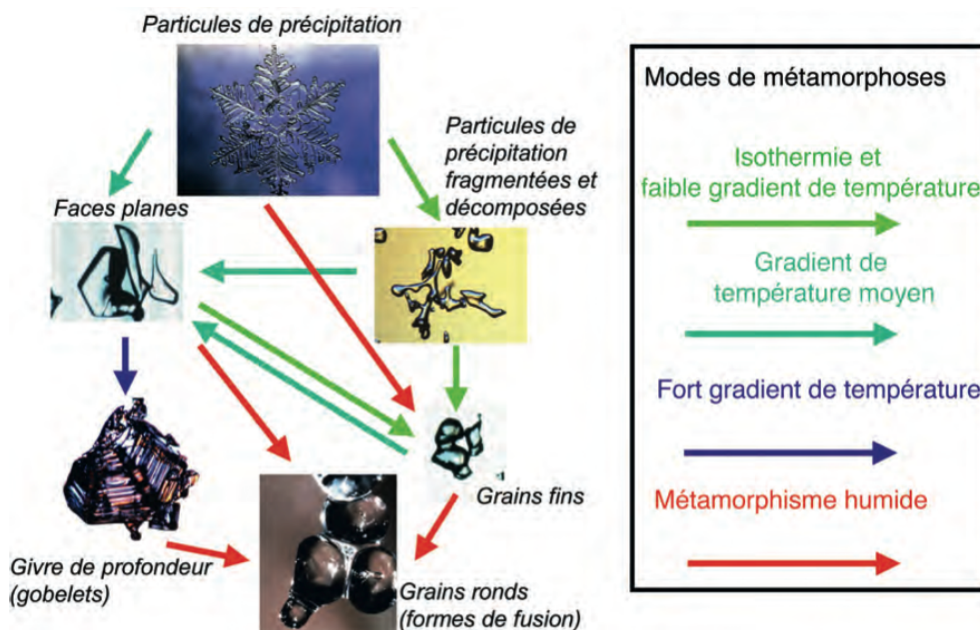 Particules de précipitation
Particules de
précipitation
fragmentées et
décomposées
Faces planes
Grains fins
Givre de profondeur
(gobelets)
Grains ronds
(formes de fusion)
Modes de métamorphoses
Isothermie et
faible gradient de température
Gradient de
température moyen
Fort gradient de température
Métamorphisme humide